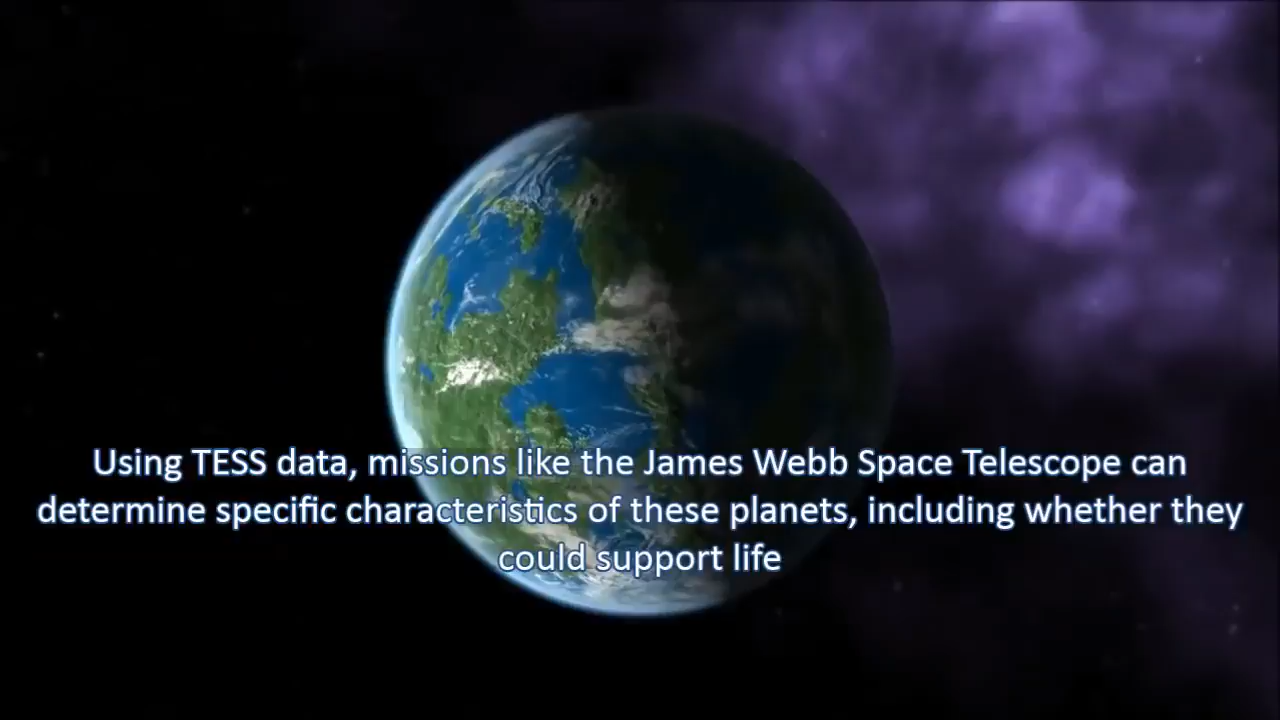 Using TESS data, missions like the James Webb Space Telescope can
determine specific characteristics of these planets, including whether they
could support life